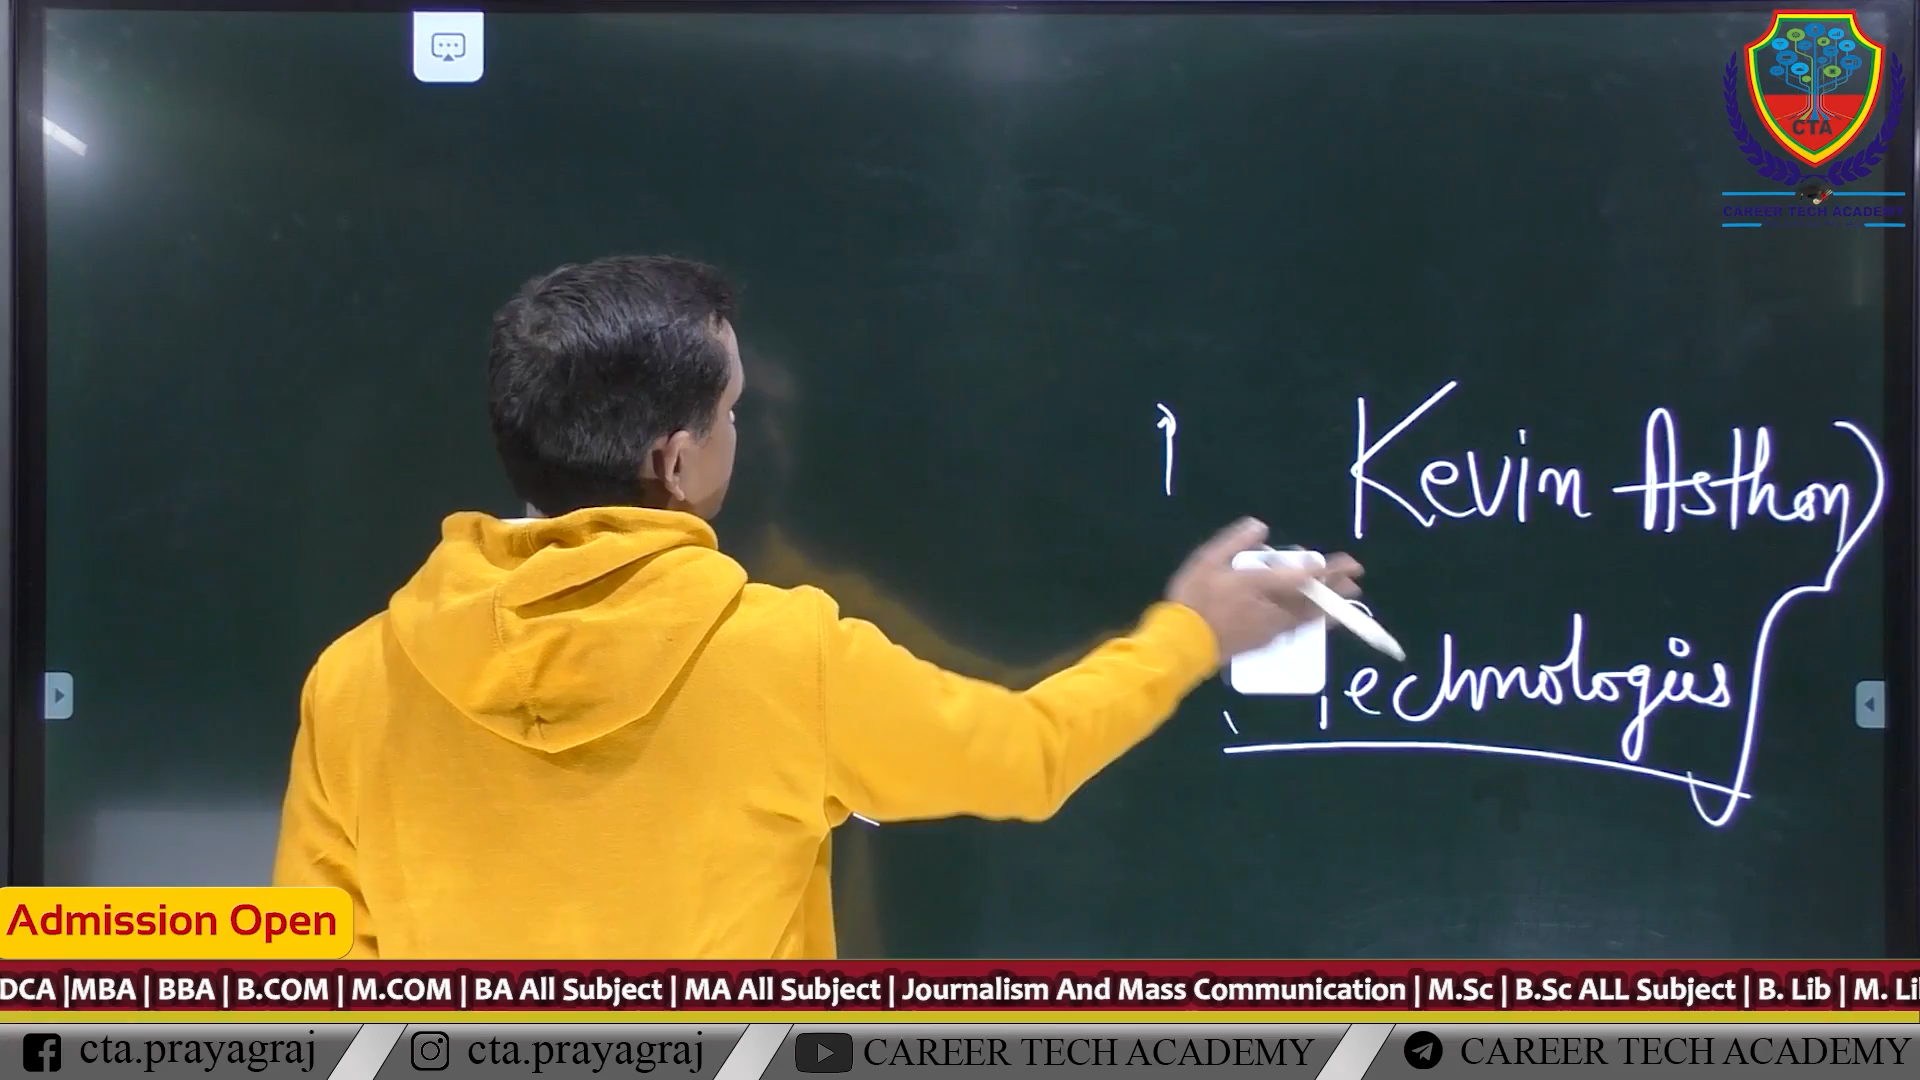 CTA
CAREER TECH ACADEMY
Kevin Asthon
Technologies
Admission Open
DCA |MBA | BBA | B.COM | M.COM | BA All Subject | MA All Subject | Journalism And Mass Communication | M.Sc | B.Sc ALL Subject | B. Lib | M. Li
cta.prayagraj cta.prayagraj CAREER TECH ACADEMY CAREER TECH ACADEMY